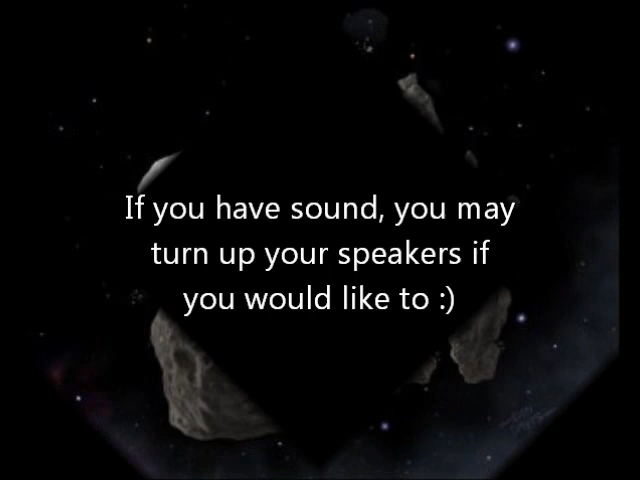 If you have sound, you may
turn up your speakers if
you would like to :)